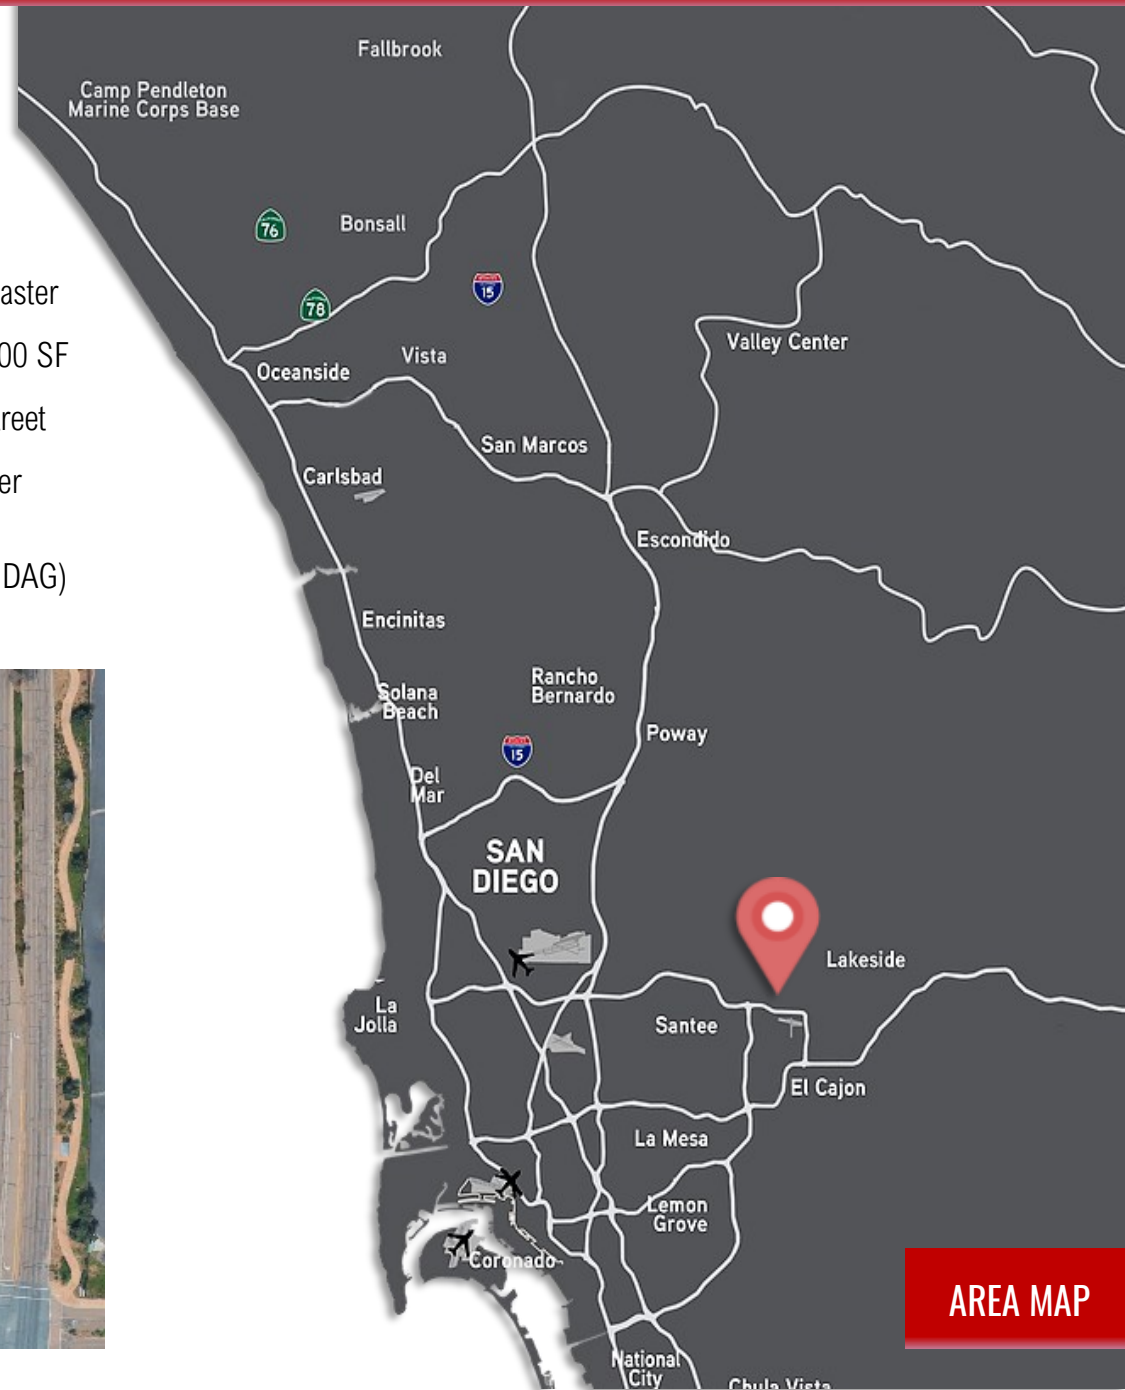 Fallbrook
Camp Pendleton
Marine Corps Base
76
Bonsall
15
78
Vista
Oceanside
Valley Center
San Marcos
Carlsbad
Escondido
Encinitas
Rancho
Bernardo
Solana
Beach
Poway
15
Del
Mar
SAN
DIEGO
Lakeside
La
Jolla
Santee
El Cajon
La Mesa
Lemon
Grove
Coronado
National
City
Chula Vista
aster
00 SF
reet
er
DAG)
AREA MAP